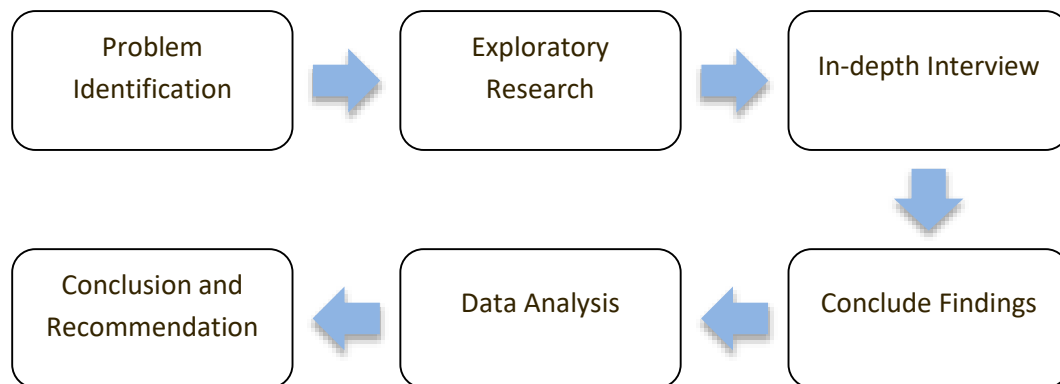 Problem
Identification
Exploratory
Research
In-depth Interview
Conclude Findings
Data Analysis
Conclusion and
Recommendation